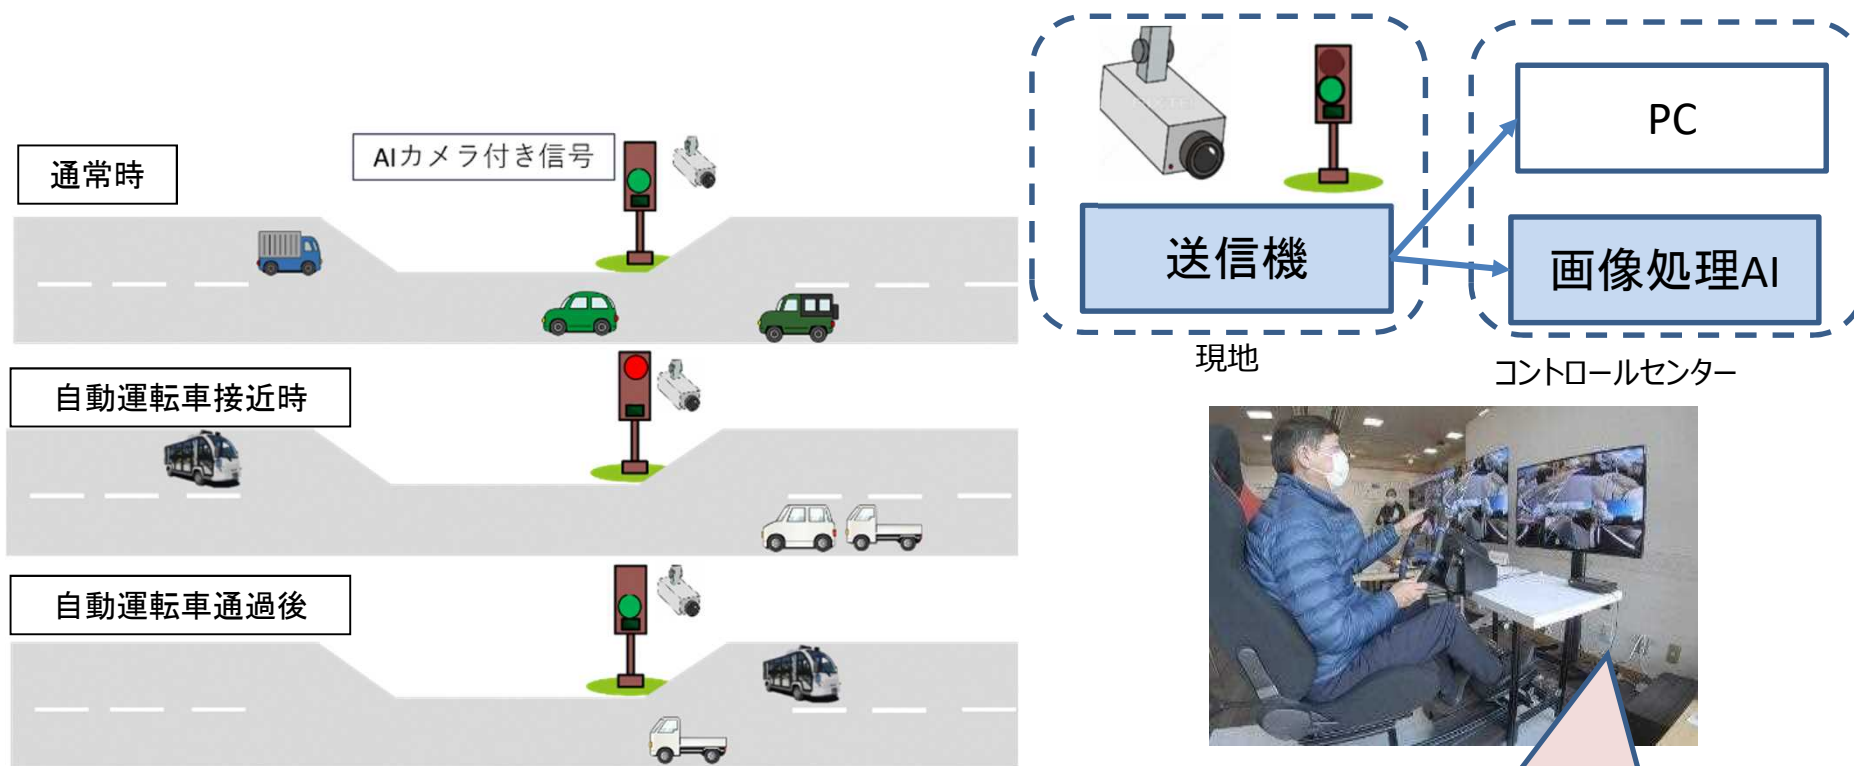 通常時
AIカメラ付き信号
自動運転車接近時
自動運転車通過後
送信機
PC
画像処理AI
現地
コントロールセンター